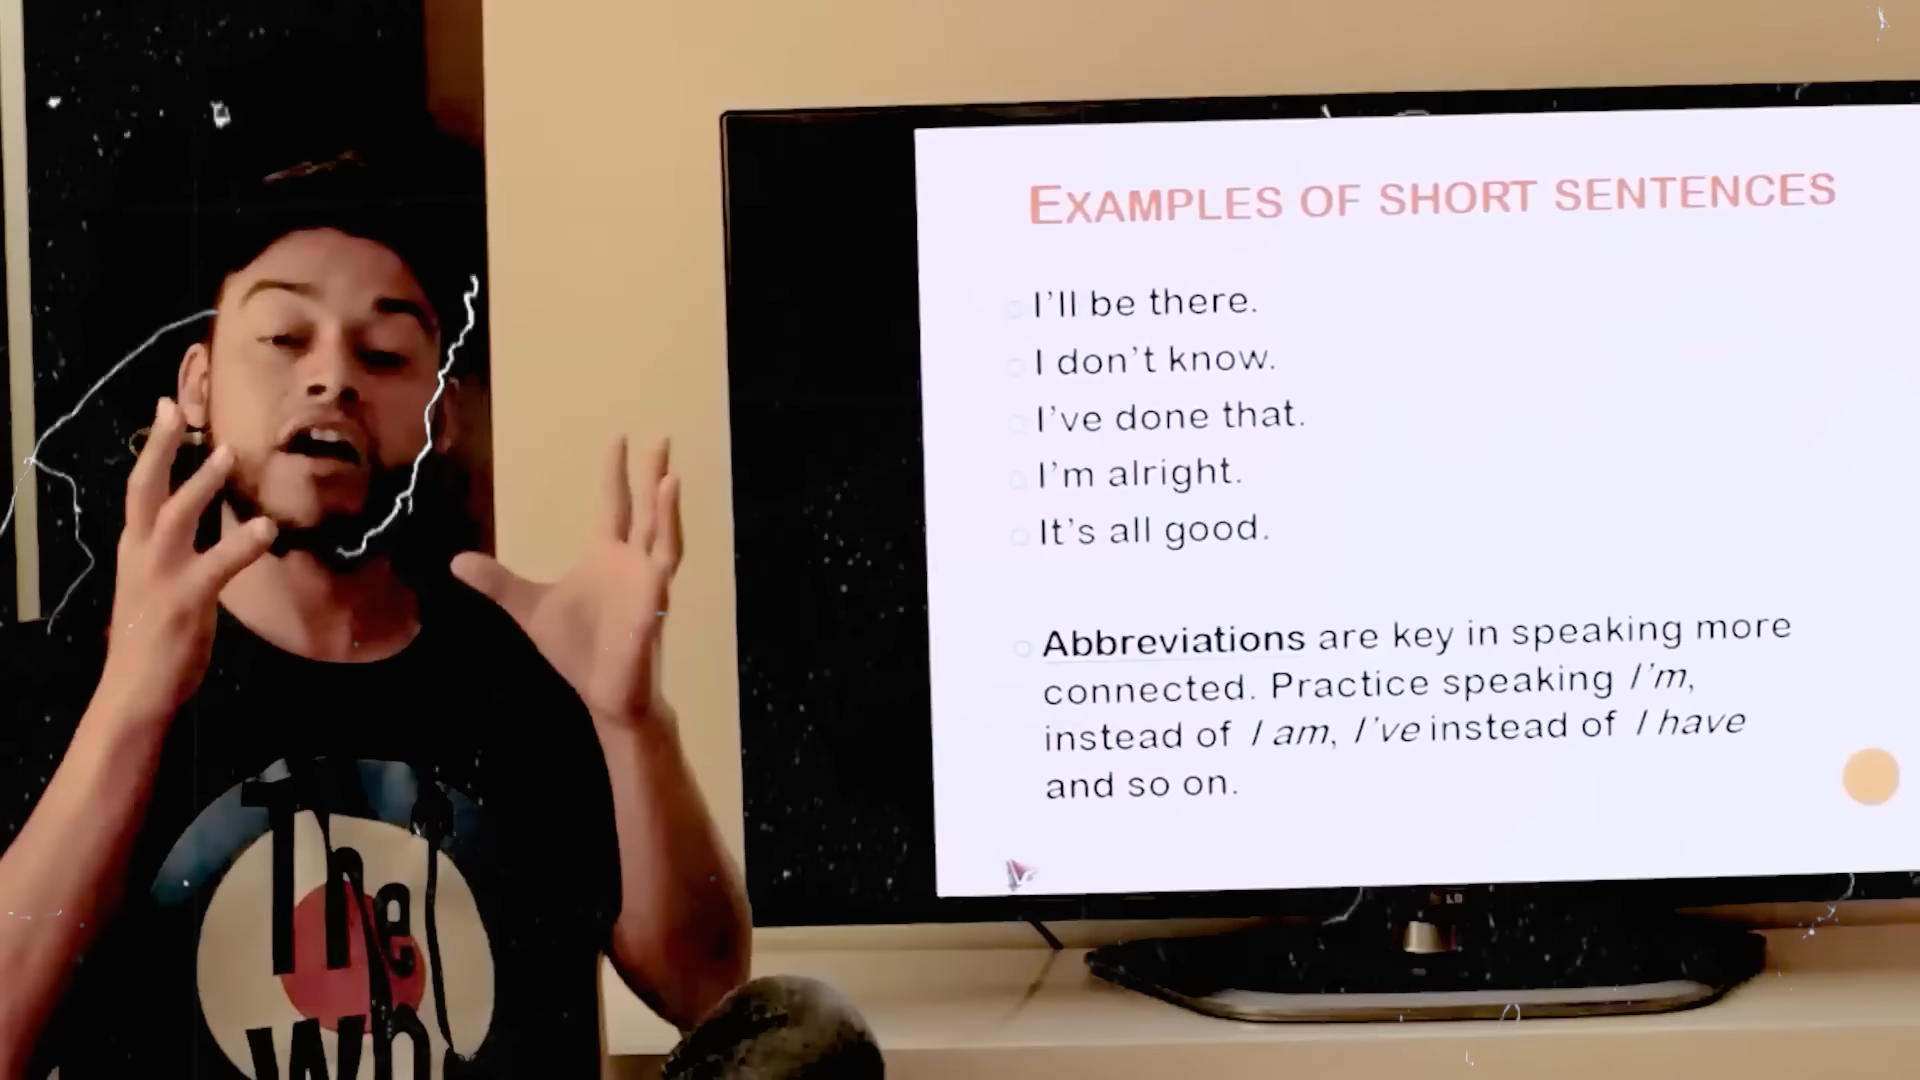 EXAMPLES OF SHORT SENTENCES
I'll be there.
I don't know.
I've done that.
I'm alright.
It's all good.
Abbreviations are key in speaking more
connected. Practice speaking I'm,
instead of I am, I've instead of I have
and so on.
LG
The